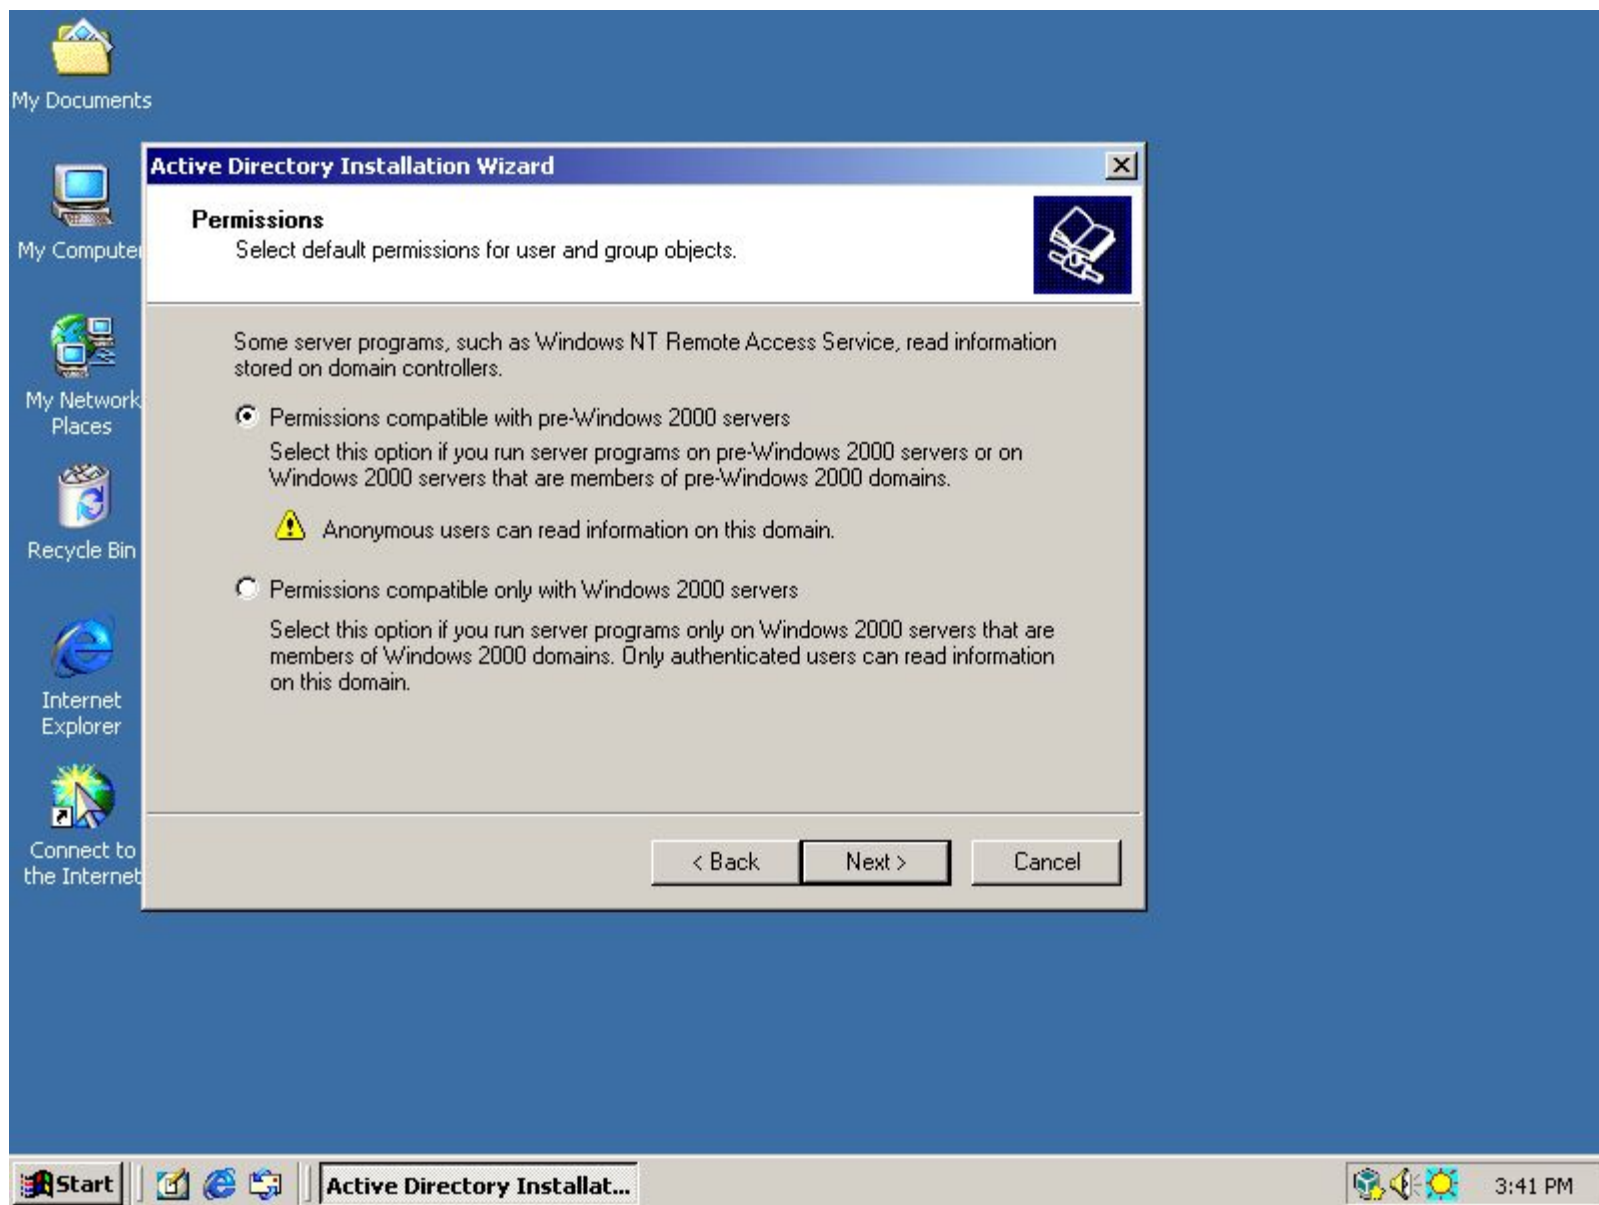 My Documents
My Computer
My Network
Places
Recycle Bin
Internet
Explorer
Connect to
the Internet
Active Directory Installation Wizard
Permissions
Select default permissions for user and group objects.
Some server programs, such as Windows NT Remote Access Service, read information
stored on domain controllers.
Permissions compatible with pre-Windows 2000 servers
Select this option if you run server programs on pre-Windows 2000 servers or on
Windows 2000 servers that are members of pre-Windows 2000 domains.
Anonymous users can read information on this domain.
Permissions compatible only with Windows 2000 servers
Select this option if you run server programs only on Windows 2000 servers that are
members of Windows 2000 domains. Only authenticated users can read information
on this domain.
< Back
Next >
Cancel
Start
Active Directory Installat...
3:41 PM